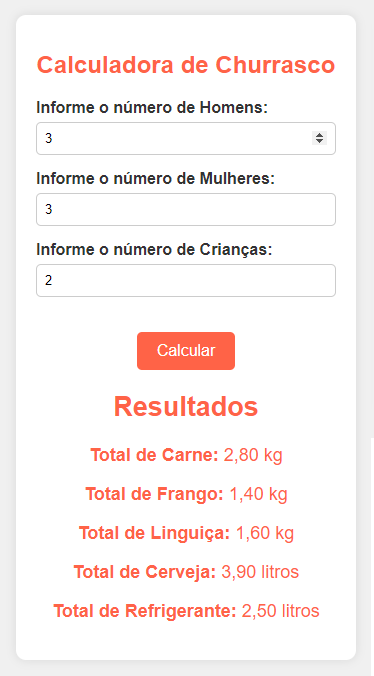 Calculadora de Churrasco
Informe o número de Homens:
3
Informe o número de Mulheres:
3
Informe o número de Crianças:
2
Calcular
Resultados
Total de Carne: 2,80 kg
Total de Frango: 1,40 kg
Total de Linguiça: 1,60 kg
Total de Cerveja: 3,90 litros
Total de Refrigerante: 2,50 litros